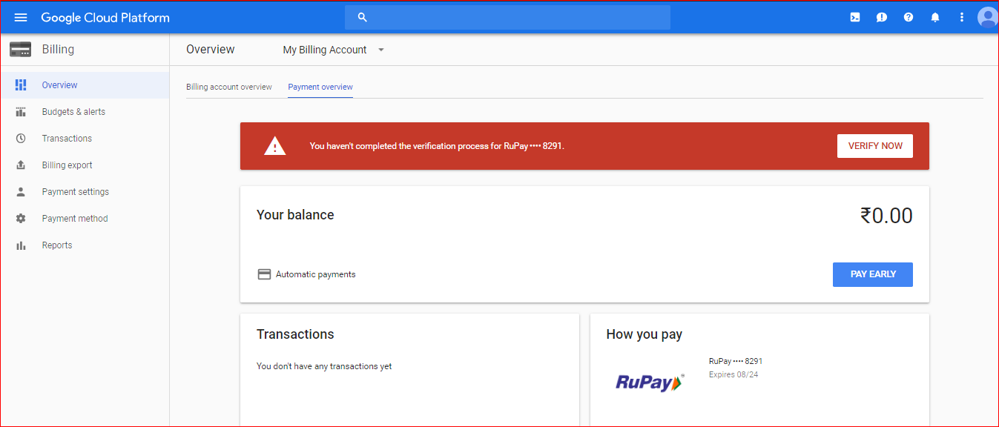 Google Cloud Platform
Billing
Overview
My Billing Account
Overview
Budgets & alerts
Transactions
Billing export
Payment settings
Payment method
Reports
Billing account overview
Payment overview
You haven't completed the verification process for RuPay •••• 8291.
VERIFY NOW
Your balance
₹0.00
Automatic payments
PAY EARLY
Transactions
You don't have any transactions yet
How you pay
RuPay
RuPay •••• 8291
Expires 08/24